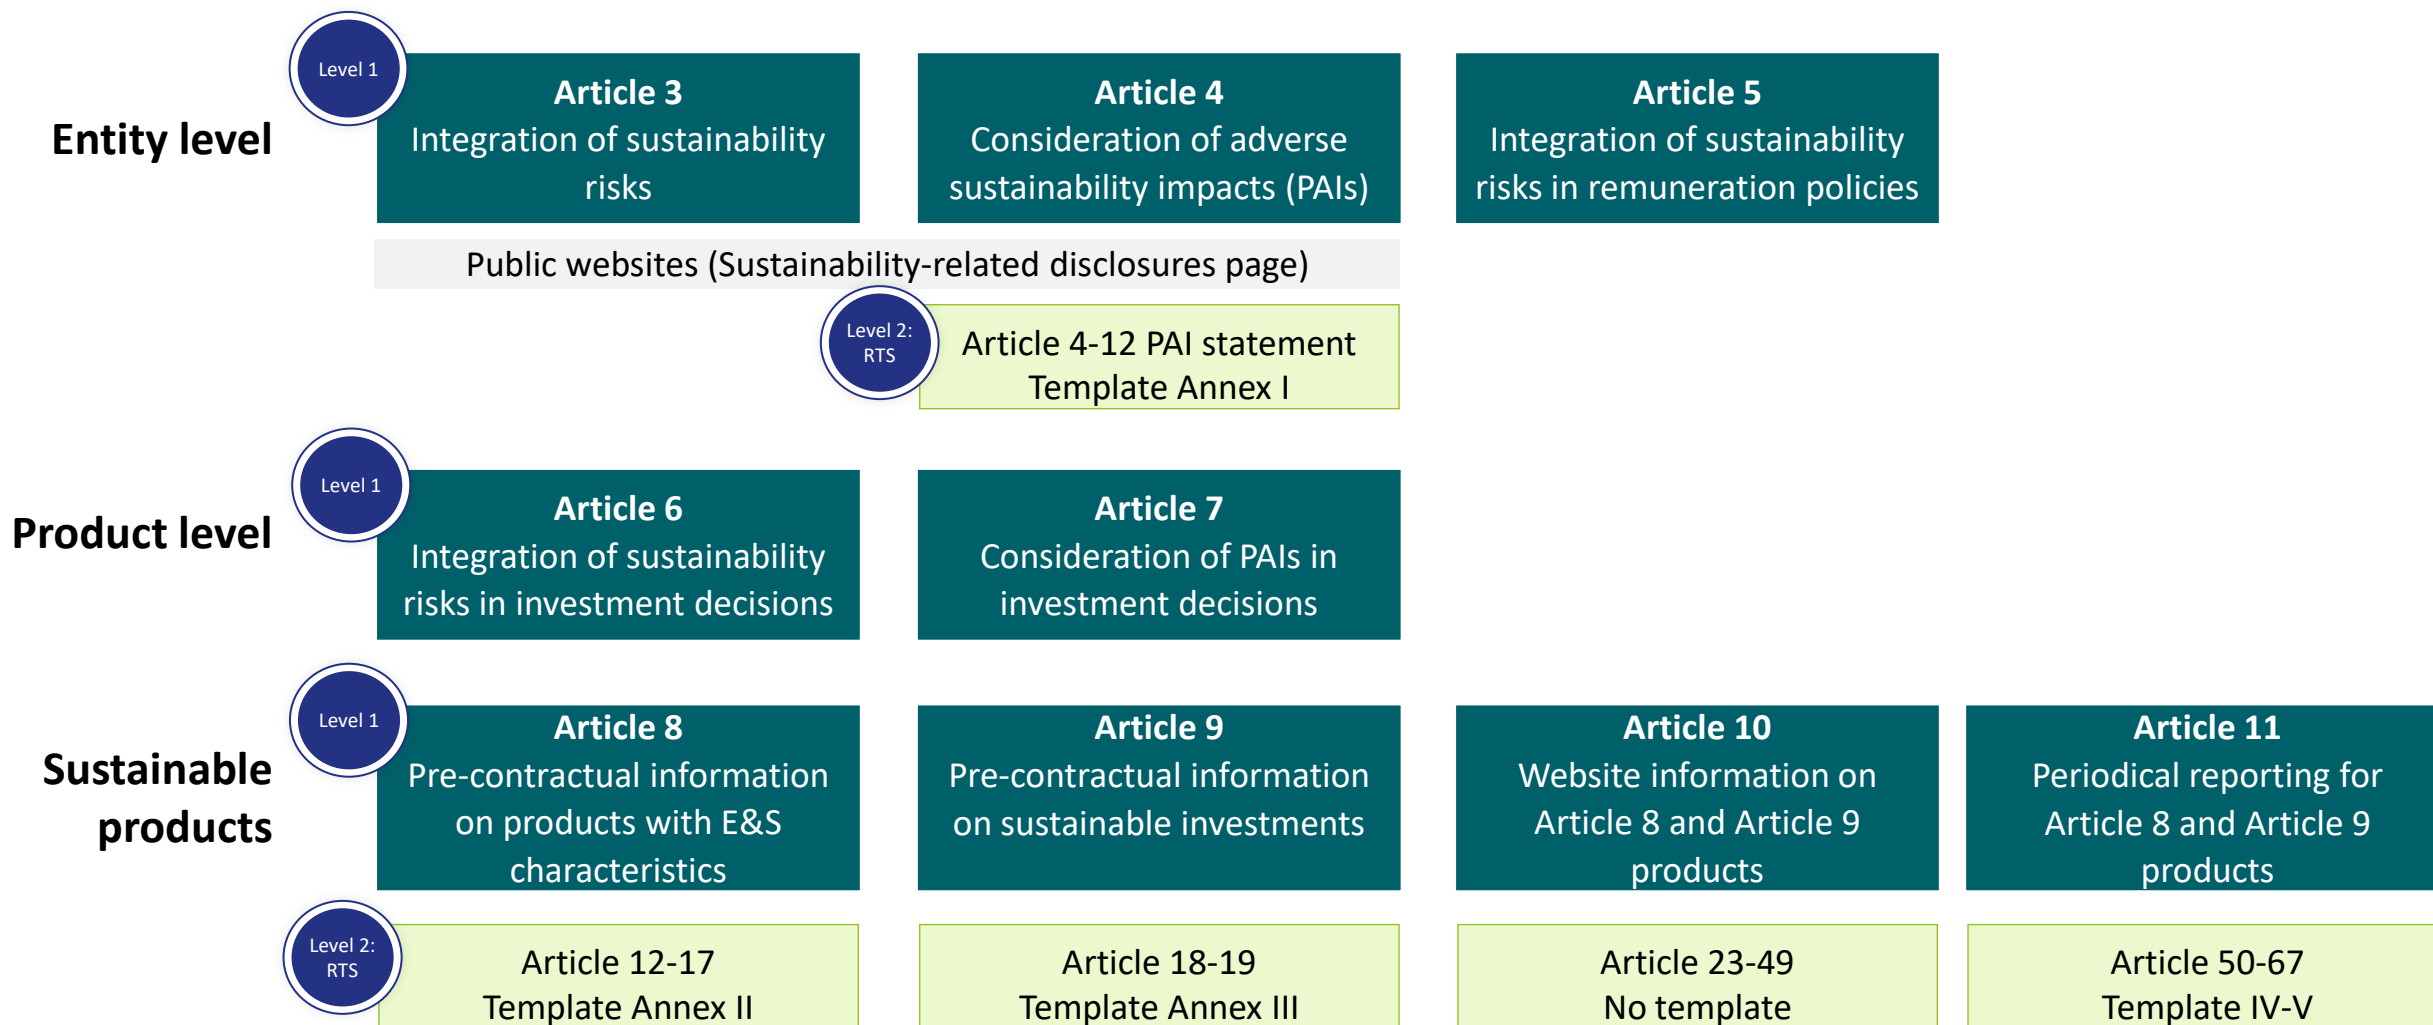 Level 1
Entity level
Article 3
Integration of sustainability
risks
Article 4
Consideration of adverse
sustainability impacts (PAIs)
Article 5
Integration of sustainability
risks in remuneration policies
Public websites (Sustainability-related disclosures page)
Level 2:
RTS
Article 4-12 PAI statement
Template Annex I
Level 1
Product level
Article 6
Integration of sustainability
risks in investment decisions
Article 7
Consideration of PAIs in
investment decisions
Level 1
Sustainable
products
Article 8
Pre-contractual information
on products with E&S
characteristics
Article 9
Pre-contractual information
on sustainable investments
Article 10
Website information on
Article 8 and Article 9
products
Article 11
Periodical reporting for
Article 8 and Article 9
products
Level 2:
RTS
Article 12-17
Template Annex II
Article 18-19
Template Annex III
Article 23-49
No template
Article 50-67
Template IV-V